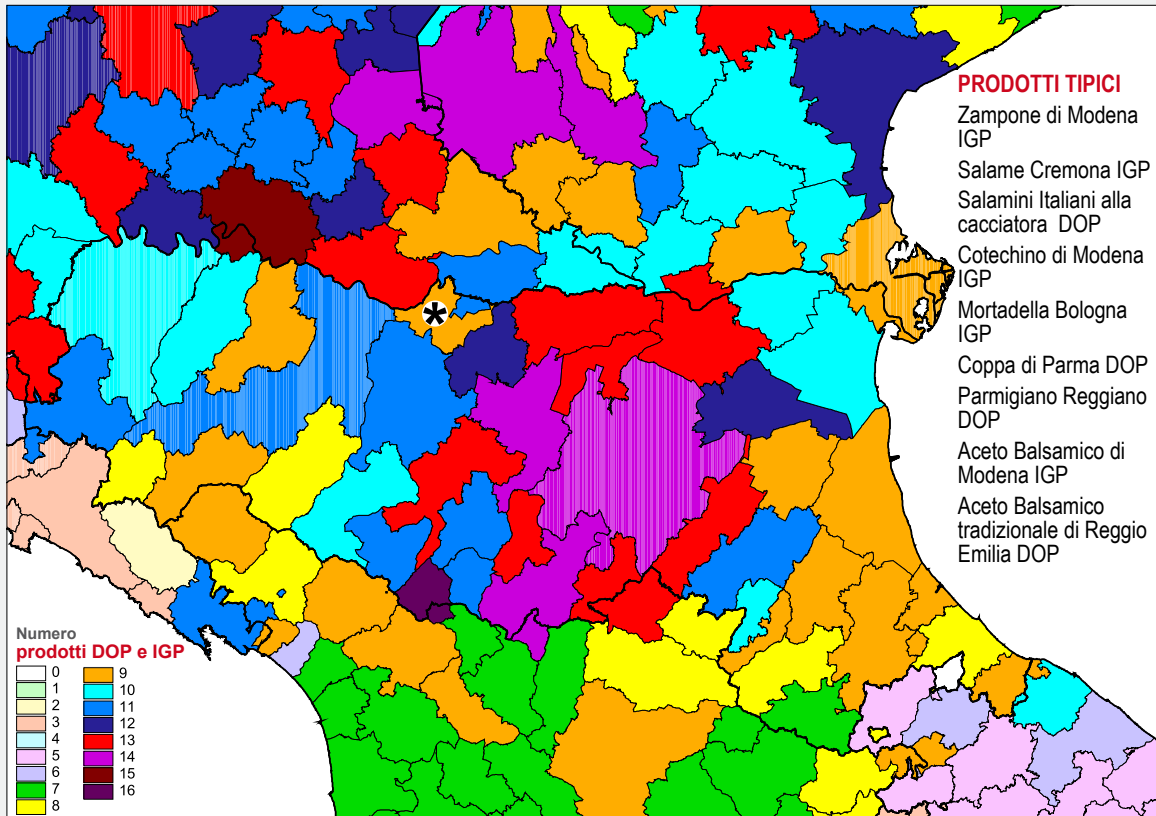 PRODOTTI TIPICI
Zampone di Modena
IGP
Salame Cremona IGP
Salamini Italiani alla
cacciatora DOP
Cotechino di Modena
IGP
Mortadella Bologna
IGP
Coppa di Parma DOP
Parmigiano Reggiano
DOP
Aceto Balsamico di
Modena IGP
Aceto Balsamico
tradizionale di Reggio
Emilia DOP
*
Numero
prodotti DOP e IGP
0
1
2
3
4
5
6
7
8
9
10
11
12
13
14
15
16